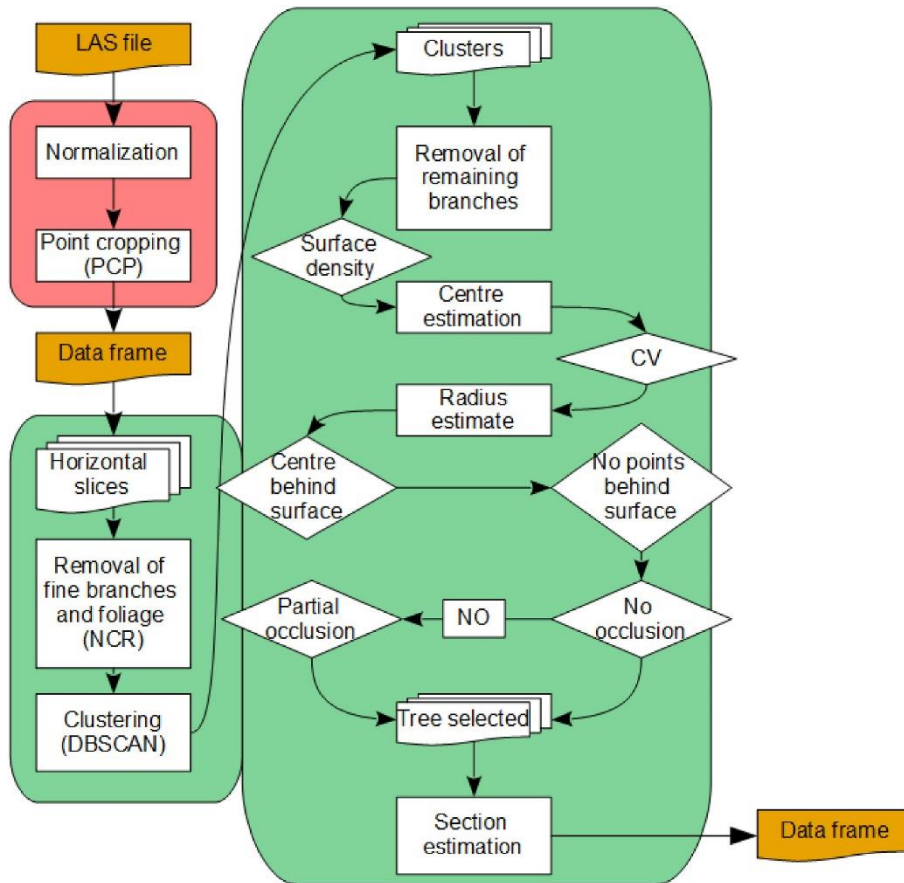 LAS file
Normalization
Point cropping
(PCP)
Data frame
Horizontal
slices
Removal of
fine branches
and foliage
(NCR)
Clustering
(DBSCAN)
Clusters
Removal of
remaining
branches
Surface
density
Centre
estimation
CV
Radius
estimate
Centre
behind
surface
No points
behind
surface
No
occlusion
NO
Partial
occlusion
Tree selected
Section
estimation
Data frame